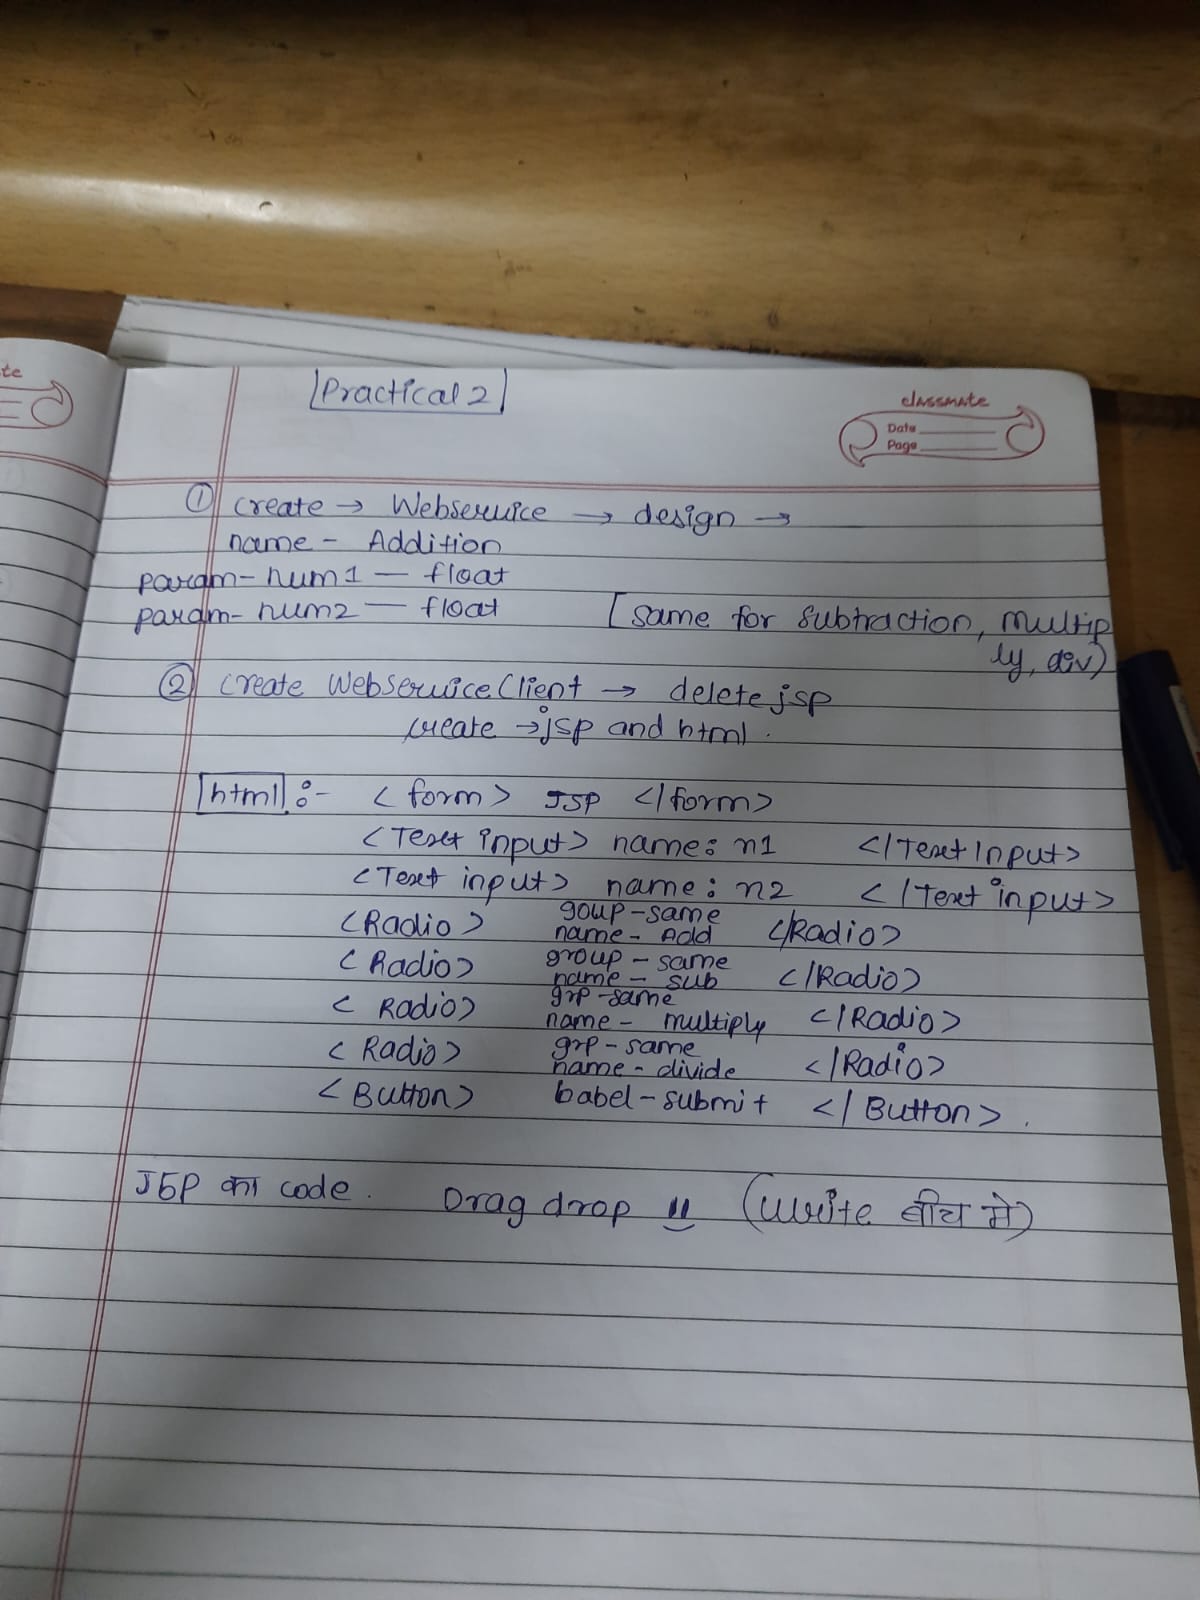 te
Practical 2
classmate
Date
Page
① create → Webservice → design →
name - Addition
param - num1 — float
param - num2 — float [same for subtraction, multip
ly, div)
② create WebserviceClient → delete jsp
create → jsp and html.
html :- <form> JSP </form>
<Text input> name: n1 </Text Input>
<Text input> name: n2 </Text input>
<Radio> goup-same </Radio>
name - Add
<Radio> group - same </Radio>
name - sub
<Radio> grp - same </Radio>
name - multiply
<Radio> grp - same </Radio>
name - divide
<Button> babel - submit </Button>.
JSP का code. Drag drop " (write बीच मे)